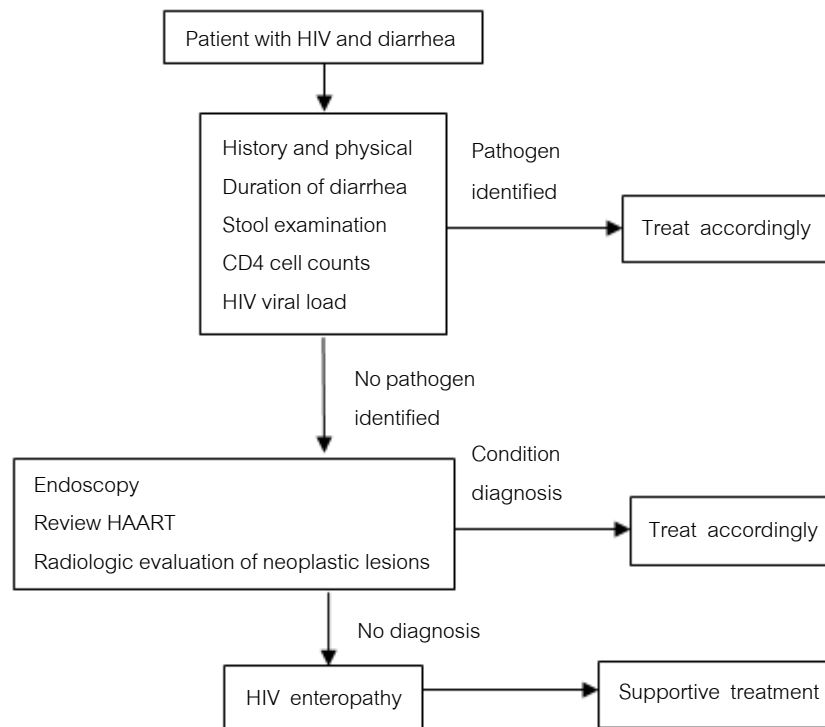 Patient with HIV and diarrhea
History and physical
Duration of diarrhea
Stool examination
CD4 cell counts
HIV viral load
Pathogen
identified
Treat accordingly
No pathogen
identified
Endoscopy
Review HAART
Radiologic evaluation of neoplastic lesions
Condition
diagnosis
Treat accordingly
No diagnosis
HIV enteropathy
Supportive treatment